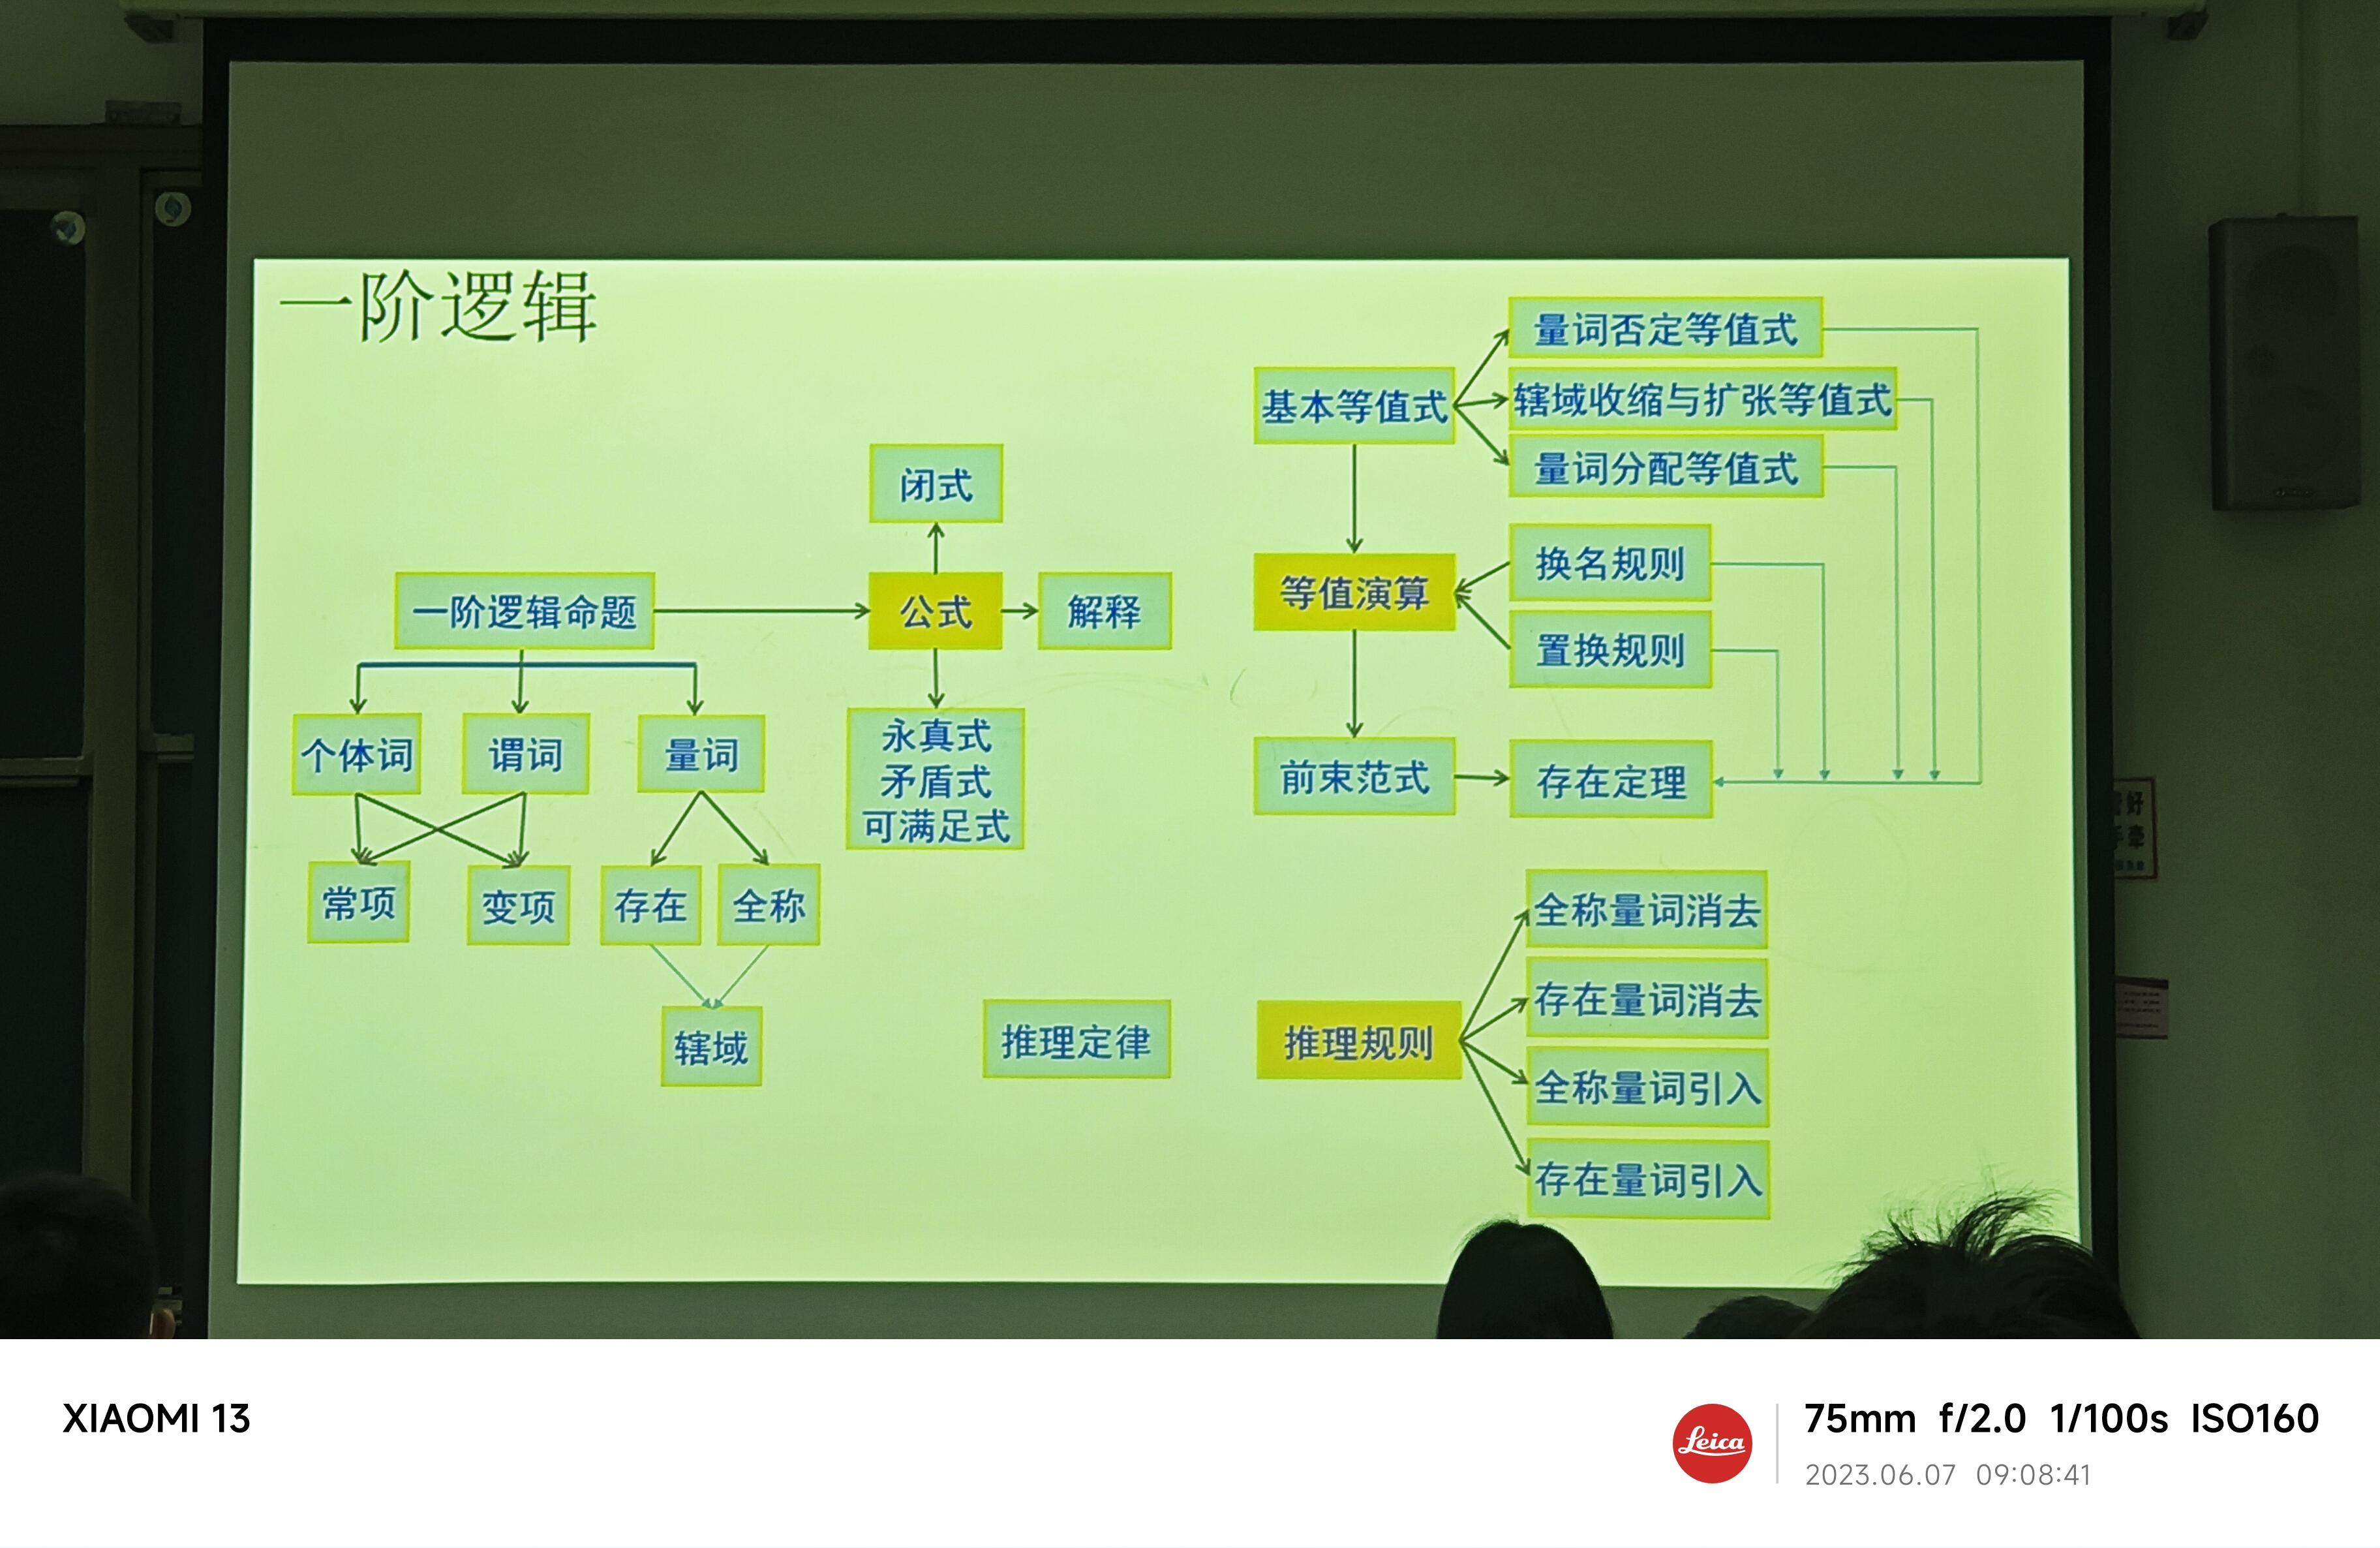 一阶逻辑
闭式
一阶逻辑命题
公式
解释
个体词
谓词
量词
永真式
矛盾式
可满足式
常项
变项
存在
全称
辖域
基本等值式
量词否定等值式
辖域收缩与扩张等值式
量词分配等值式
等值演算
换名规则
置换规则
前束范式
存在定理
推理定律
推理规则
全称量词消去
存在量词消去
全称量词引入
存在量词引入
XIAOMI 13
Leica
75mm f/2.0 1/100s ISO160
2023.06.07 09:08:41